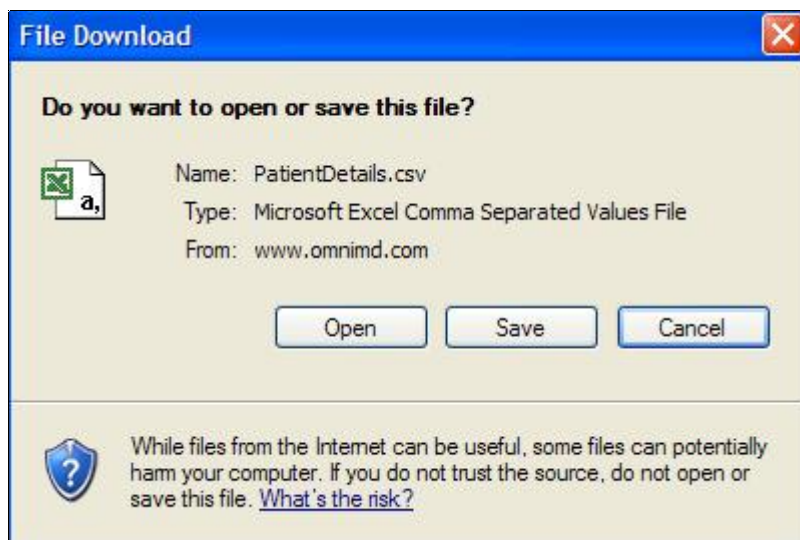 File Download
Do you want to open or save this file?
a,
Name: PatientDetails.csv
Type: Microsoft Excel Comma Separated Values File
From: www.omnimd.com
Open Save Cancel
While files from the Internet can be useful, some files can potentially
harm your computer. If you do not trust the source, do not open or
save this file. What's the risk?